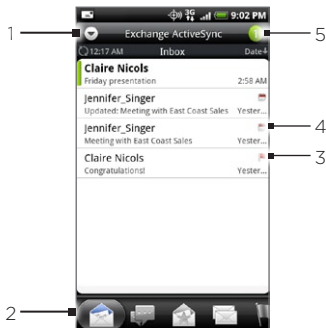 3G 9:02 PM
1 Exchange ActiveSync 5
12:17 AM Inbox Date
Claire Nicols
Friday presentation 2:58 AM
Jennifer_Singer
Updated: Meeting with East Coast Sales Yester...
Jennifer_Singer 4
Meeting with East Coast Sales Yester...
Claire Nicols 3
Congratulations! Yester...
2